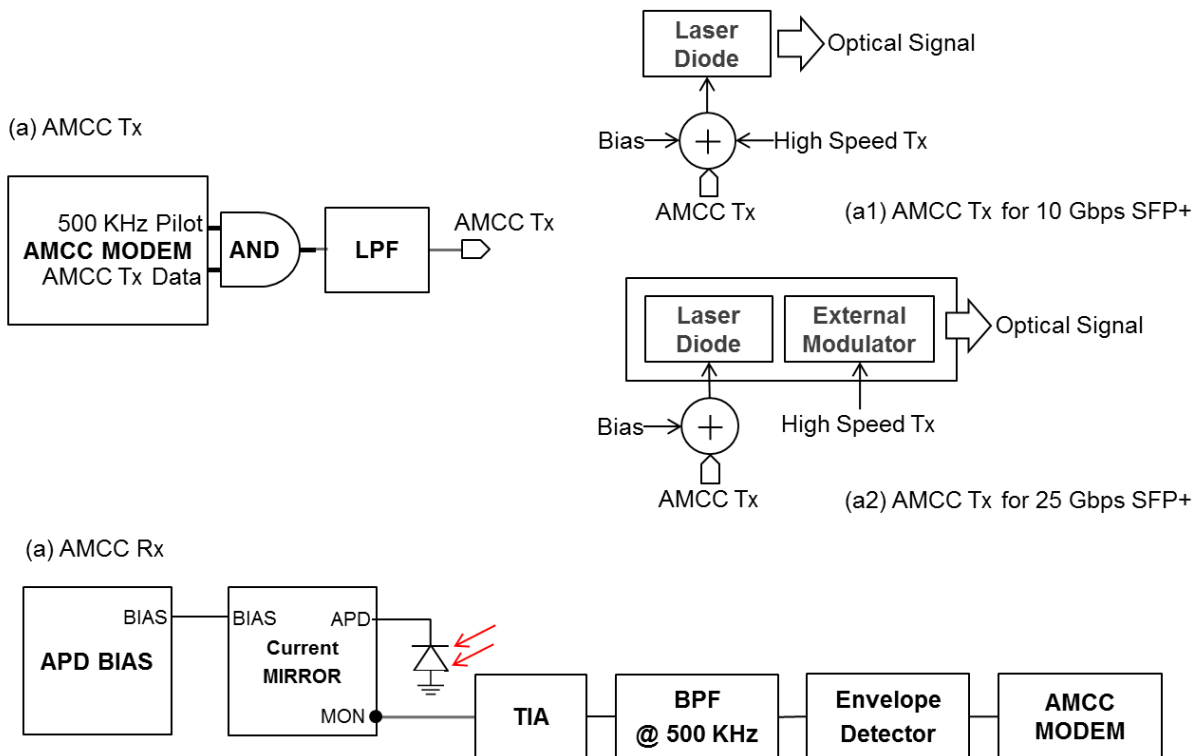 (a) AMCC Tx
500 KHz Pilot
AMCC MODEM
AMCC Tx Data
AND
LPF
AMCC Tx
Laser
Diode
Optical Signal
Bias
+
High Speed Tx
AMCC Tx
(a1) AMCC Tx for 10 Gbps SFP+
Laser
Diode
External
Modulator
Optical Signal
Bias
+
High Speed Tx
AMCC Tx
(a2) AMCC Tx for 25 Gbps SFP+
(a) AMCC Rx
BIAS
APD BIAS
BIAS
APD
Current
MIRROR
MON
TIA
BPF
@ 500 KHz
Envelope
Detector
AMCC
MODEM